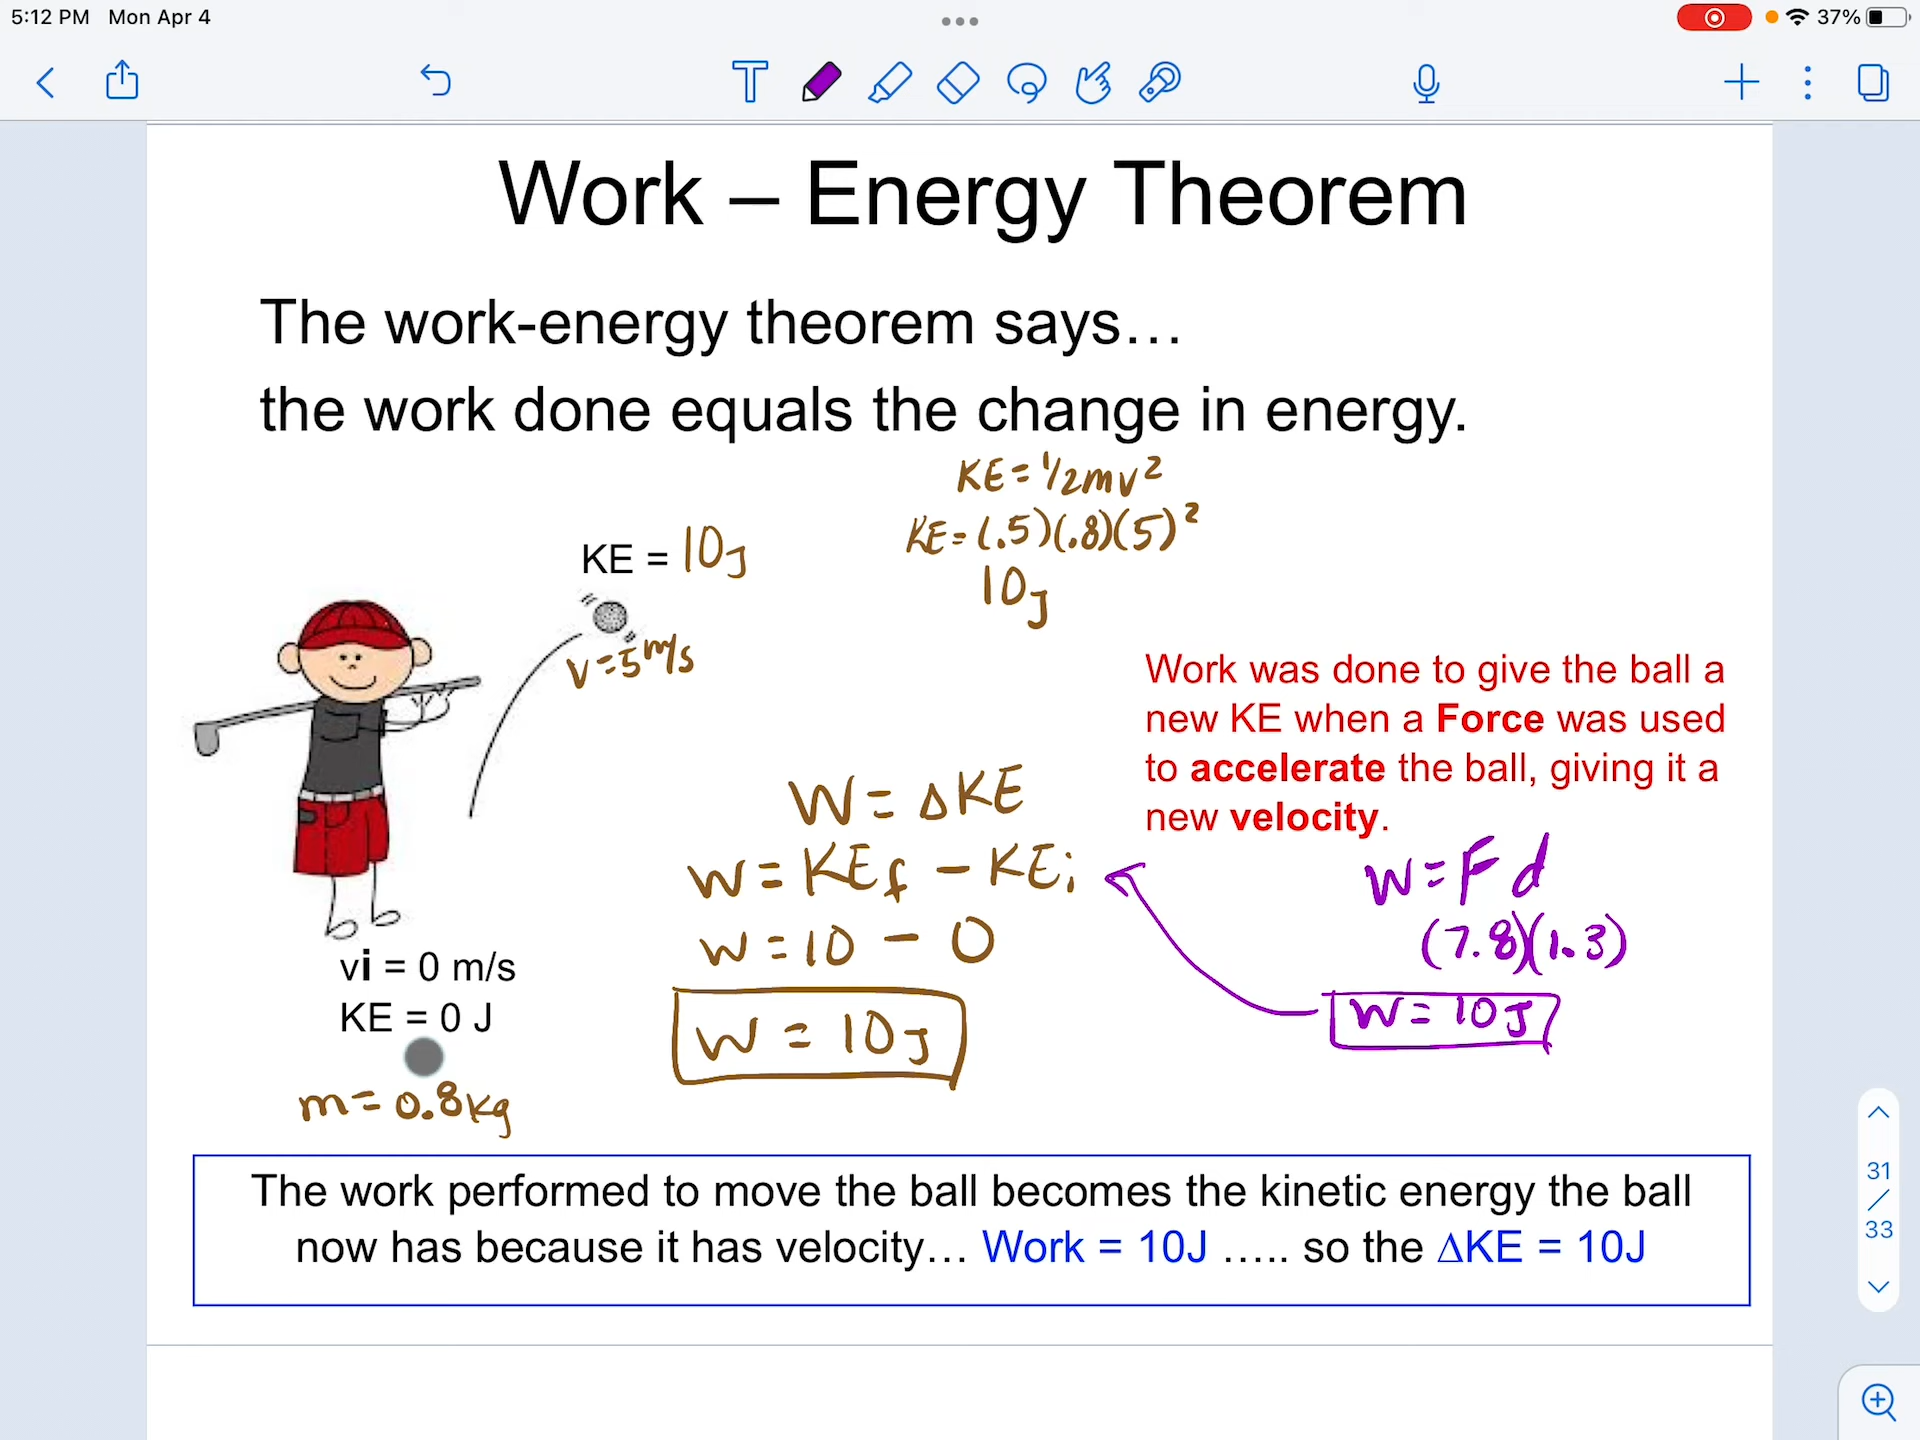 5:12 PM Mon Apr 4
37%
T
Work – Energy Theorem
The work-energy theorem says…
the work done equals the change in energy.
KE = 1/2mv²
KE = (.5)(.8)(5)²
10J
KE = 10J
v = 5 m/s
Work was done to give the ball a
new KE when a Force was used
to accelerate the ball, giving it a
new velocity.
W = ΔKE
W = KEf - KEi
W = 10 - 0
W = 10J
W = Fd
(7.8)(1.3)
W = 10J
vi = 0 m/s
KE = 0 J
m = 0.8kg
The work performed to move the ball becomes the kinetic energy the ball
now has because it has velocity… Work = 10J ….. so the ΔKE = 10J
31
/
33